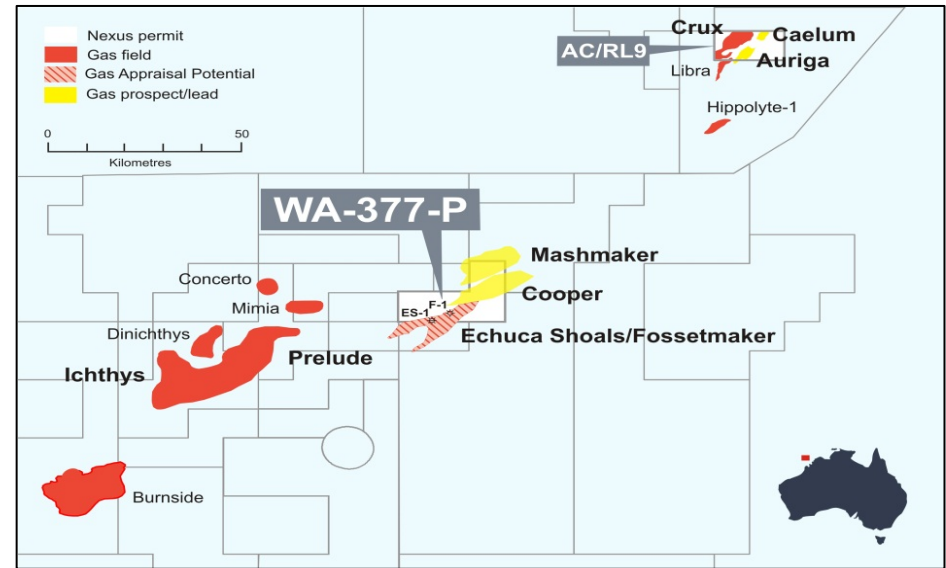 Nexus permit
Gas field
Gas Appraisal Potential
Gas prospect/lead
0 50
Kilometres
Crux
Caelum
AC/RL9
Auriga
Libra
Hippolyte-1
WA-377-P
Mashmaker
Concerto
Cooper
Mimia
ES-1 F-1
Dinichthys
Echuca Shoals/Fossetmaker
Prelude
Ichthys
Burnside